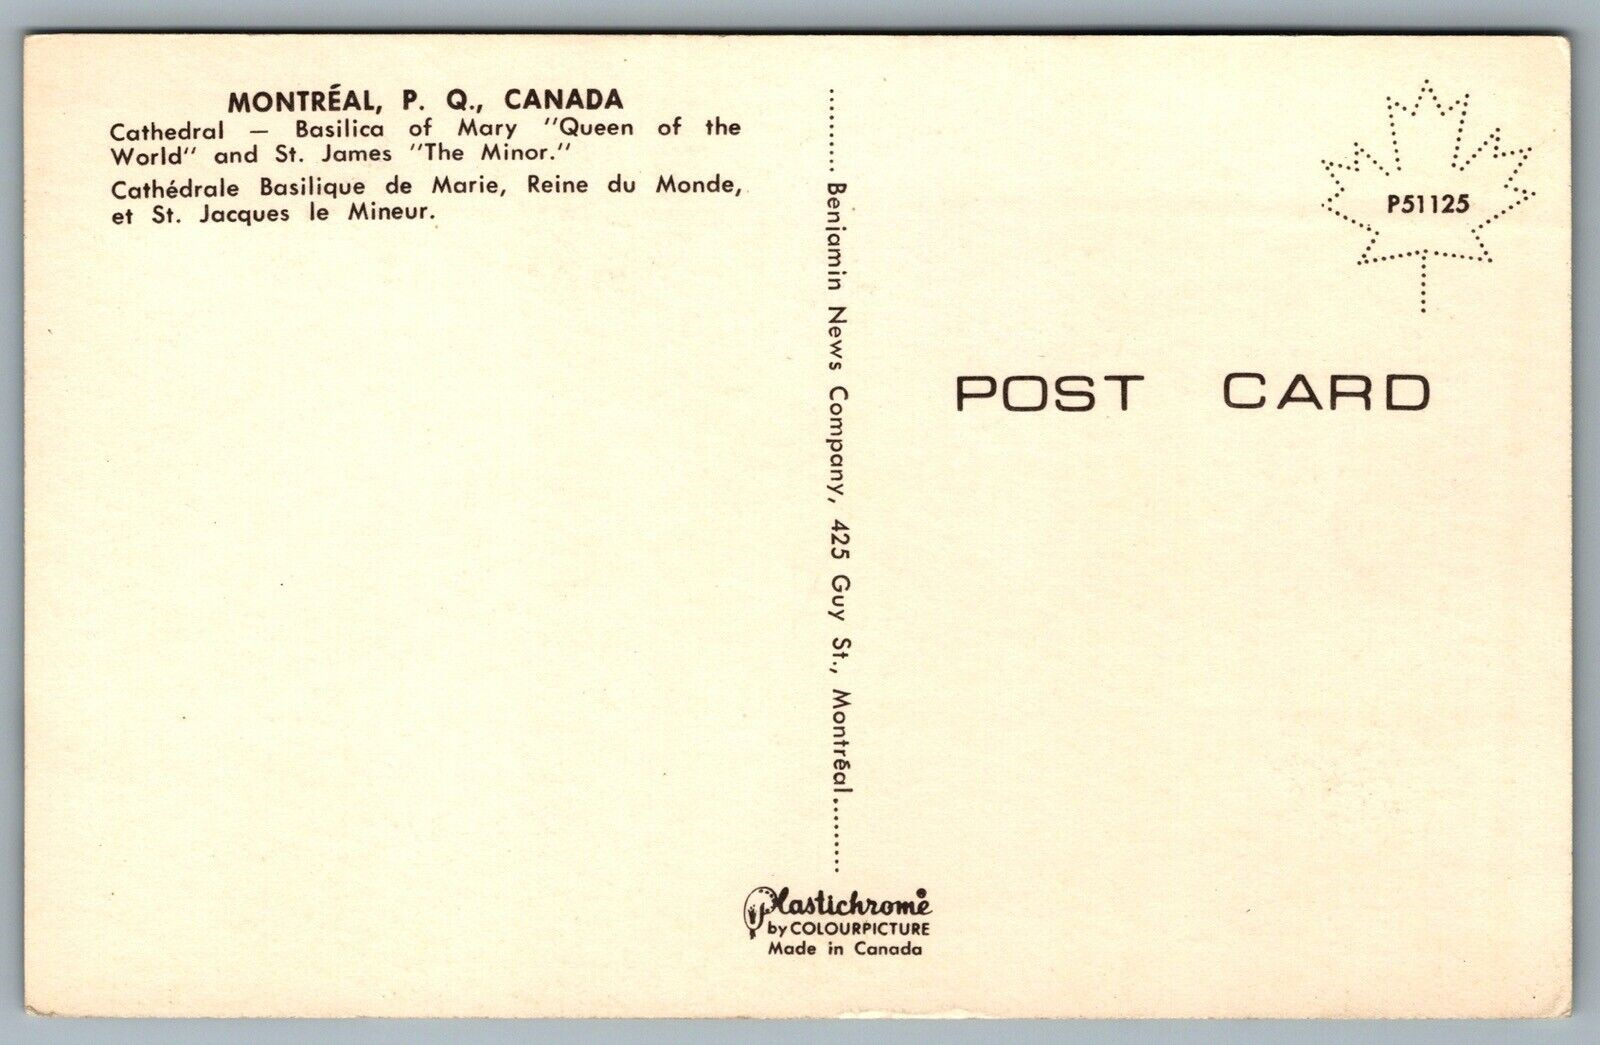 MONTRÉAL, P. Q., CANADA
Cathedral — Basilica of Mary "Queen of the
World" and St. James "The Minor."
Cathédrale Basilique de Marie, Reine du Monde,
et St. Jacques le Mineur.
Benjamin News Company, 425 Guy St., Montréal
P51125
POST CARD
Plastichrome®
by COLOURPICTURE
Made in Canada